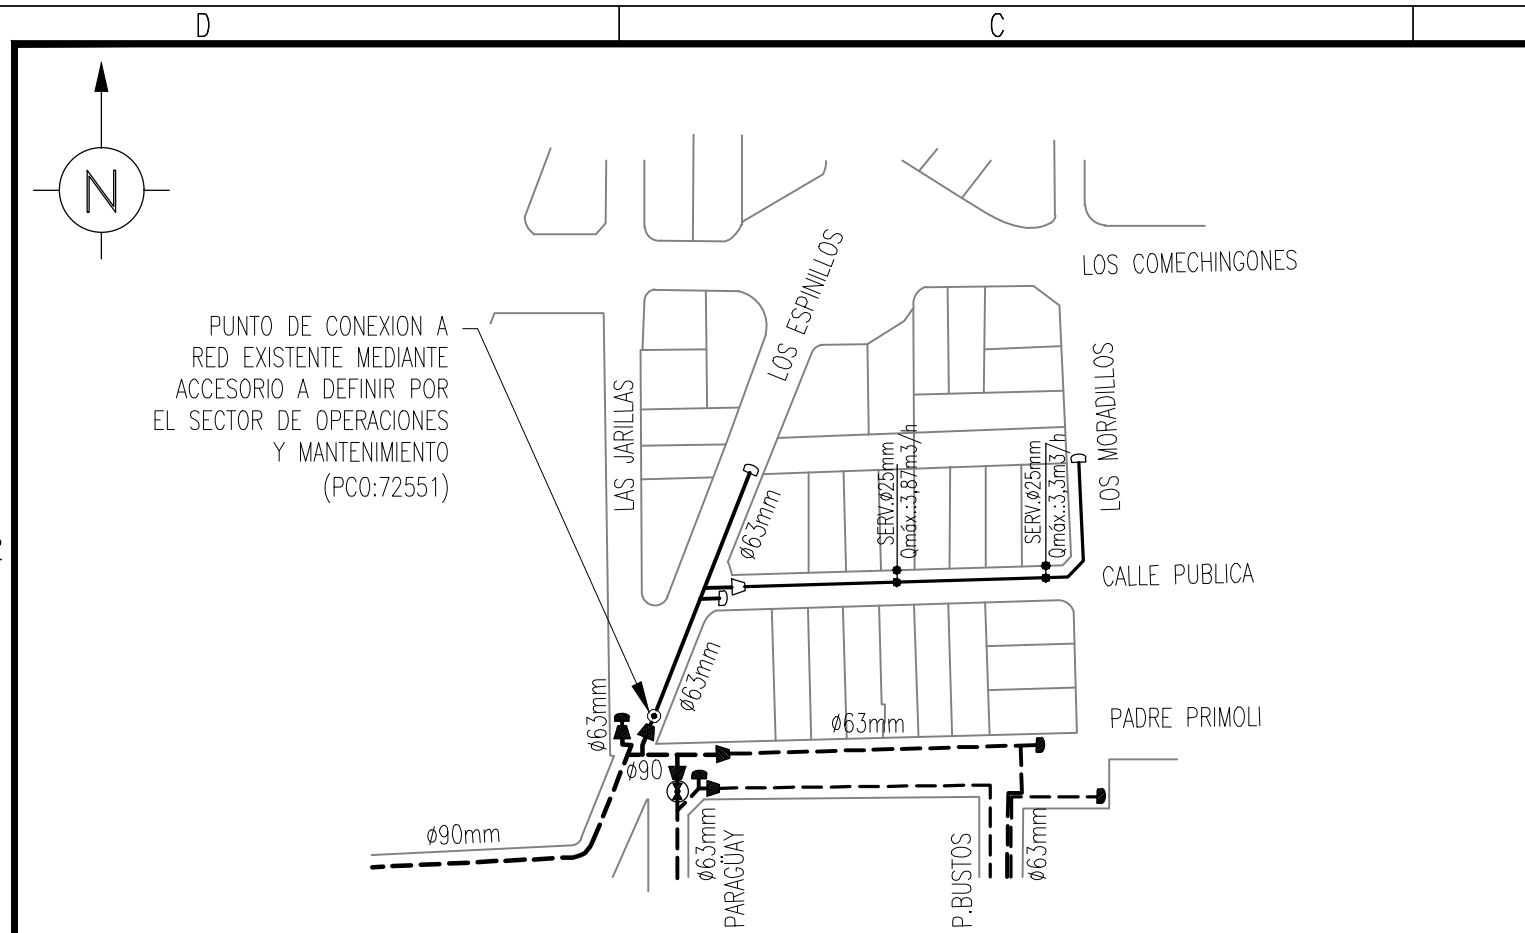 D
C
N
LOS COMECHINGONES
LOS ESPINILLOS
PUNTO DE CONEXION A
RED EXISTENTE MEDIANTE
ACCESORIO A DEFINIR POR
EL SECTOR DE OPERACIONES
Y MANTENIMIENTO
(PCO:72551)
LAS JARILLAS
LOS MORADILLOS
SERV.ø25mm
Qmáx.:3,87m3/h
SERV.ø25mm
Qmáx.:3,3m3/h
ø63mm
CALLE PUBLICA
ø63mm
ø63mm
ø63mm
PADRE PRIMOLI
ø90
ø90mm
ø63mm
PARAGÜAY
P.BUSTOS
ø63mm